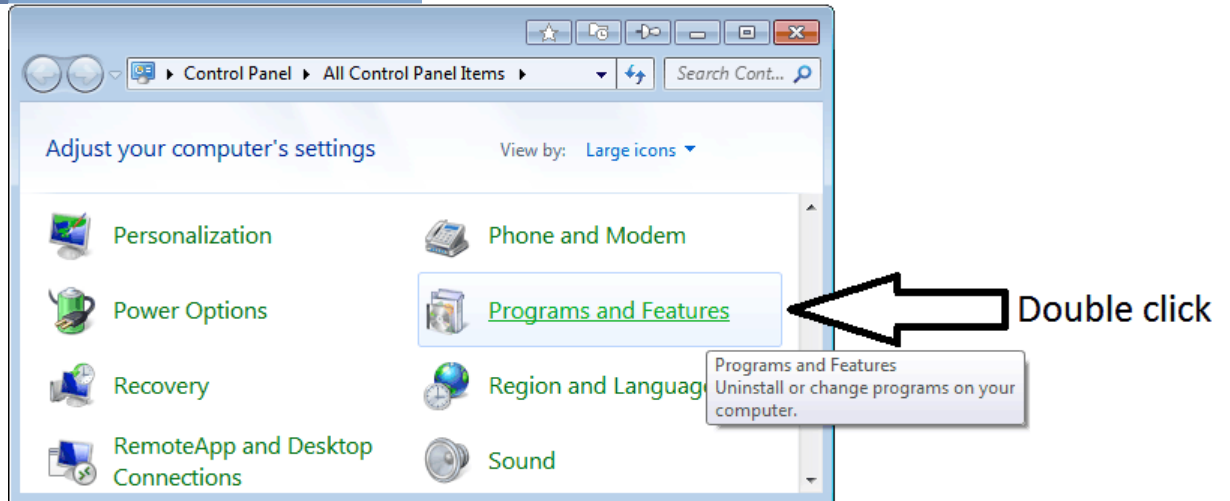 Control Panel ▸ All Control Panel Items ▸
Search Cont...
Adjust your computer's settings
View by: Large icons
Personalization
Phone and Modem
Power Options
Programs and Features
Double click
Programs and Features
Uninstall or change programs on your
computer.
Recovery
Region and Language
RemoteApp and Desktop
Connections
Sound